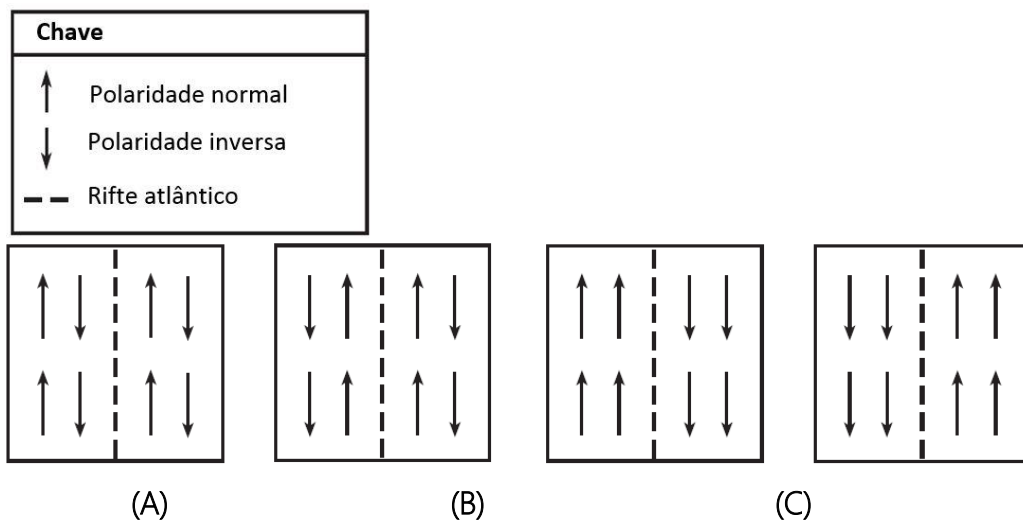 Chave
Polaridade normal
Polaridade inversa
Rifte atlântico
(A) (B) (C)